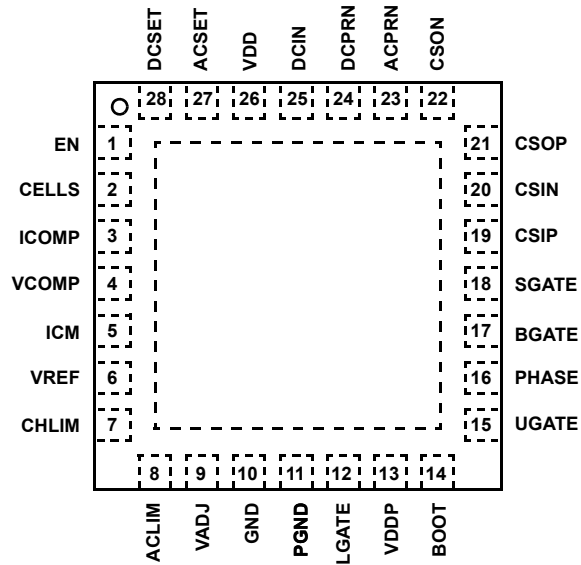 DCSET ACSET VDD DCIN DCPRN ACPRN CSON
28 27 26 25 24 23 22
EN 1 21 CSOP
CELLS 2 20 CSIN
ICOMP 3 19 CSIP
VCOMP 4 18 SGATE
ICM 5 17 BGATE
VREF 6 16 PHASE
CHLIM 7 15 UGATE
8 9 10 11 12 13 14
ACLIM VADJ GND PGND LGATE VDDP BOOT